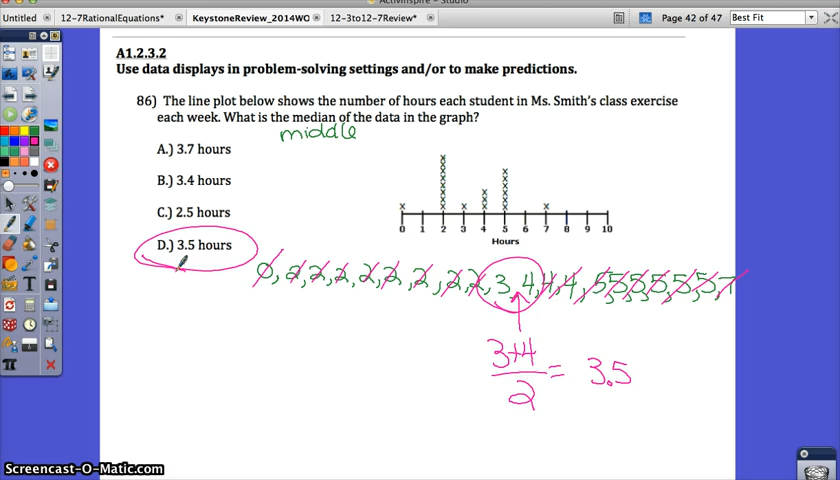 ActivInspire - Studio
Untitled
12-7RationalEquations*
KeystoneReview_2014WO
12-3to12-7Review*
Page 42 of 47
Best Fit
A1.2.3.2
Use data displays in problem-solving settings and/or to make predictions.
86) The line plot below shows the number of hours each student in Ms. Smith's class exercise
each week. What is the median of the data in the graph?
middle
A.) 3.7 hours
B.) 3.4 hours
C.) 2.5 hours
D.) 3.5 hours
0 1 2 3 4 5 6 7 8 9 10
Hours
0, 2, 2, 2, 2, 2, 2, 2, 2, 3, 4, 4, 4, 5, 5, 5, 5, 5, 5, 7
3+4
2
= 3.5
Screencast-O-Matic.com